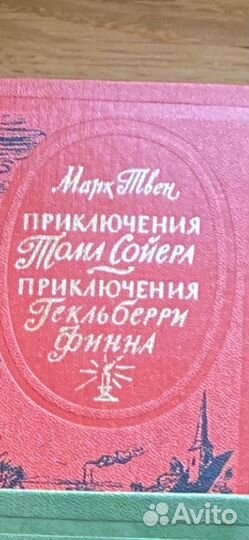 Марк Твен
ПРИКЛЮЧЕНИЯ
Тома Сойера
ПРИКЛЮЧЕНИЯ
Гекльберри
Финна
Avito